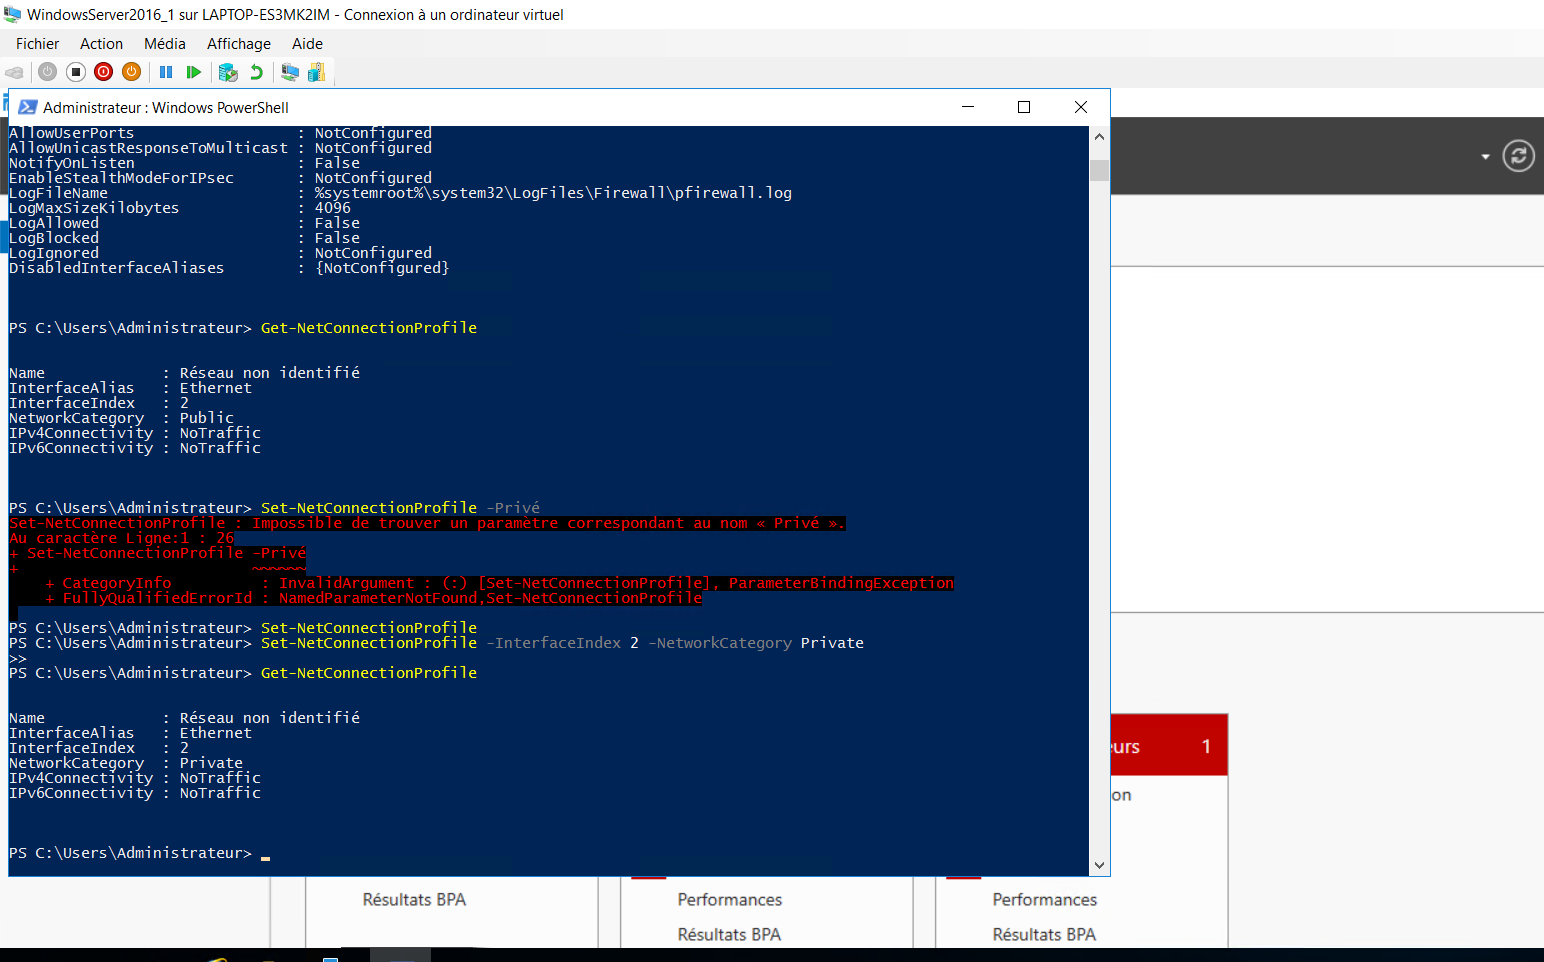 WindowsServer2016_1 sur LAPTOP-ES3MK2IM - Connexion à un ordinateur virtuel
Fichier Action Média Affichage Aide
Administrateur : Windows PowerShell
AllowUserPorts : NotConfigured
AllowUnicastResponseToMulticast : NotConfigured
NotifyOnListen : False
EnableStealthModeForIPsec : NotConfigured
LogFileName : %systemroot%\system32\LogFiles\Firewall\pfirewall.log
LogMaxSizeKilobytes : 4096
LogAllowed : False
LogBlocked : False
LogIgnored : NotConfigured
DisabledInterfaceAliases : {NotConfigured}
PS C:\Users\Administrateur> Get-NetConnectionProfile
Name : Réseau non identifié
InterfaceAlias : Ethernet
InterfaceIndex : 2
NetworkCategory : Public
IPv4Connectivity : NoTraffic
IPv6Connectivity : NoTraffic
PS C:\Users\Administrateur> Set-NetConnectionProfile -Privé
Set-NetConnectionProfile : Impossible de trouver un paramètre correspondant au nom « Privé ».
Au caractère Ligne:1 : 26
+ Set-NetConnectionProfile -Privé
+ ~~~~~~
+ CategoryInfo : InvalidArgument : (:) [Set-NetConnectionProfile], ParameterBindingException
+ FullyQualifiedErrorId : NamedParameterNotFound,Set-NetConnectionProfile
PS C:\Users\Administrateur> Set-NetConnectionProfile
PS C:\Users\Administrateur> Set-NetConnectionProfile -InterfaceIndex 2 -NetworkCategory Private
>>
PS C:\Users\Administrateur> Get-NetConnectionProfile
Name : Réseau non identifié
InterfaceAlias : Ethernet
InterfaceIndex : 2
NetworkCategory : Private
IPv4Connectivity : NoTraffic
IPv6Connectivity : NoTraffic
PS C:\Users\Administrateur>
urs 1
on
Résultats BPA
Performances
Résultats BPA
Performances
Résultats BPA